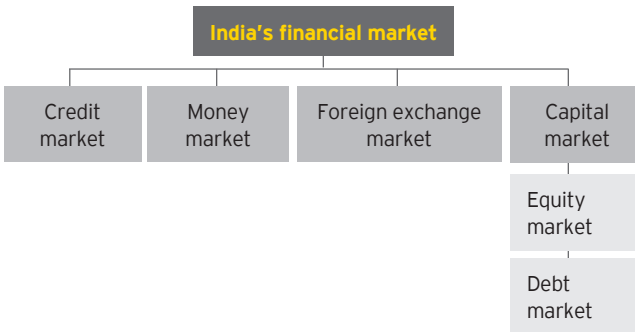 India’s financial market
Credit
market
Money
market
Foreign exchange
market
Capital
market
Equity
market
Debt
market